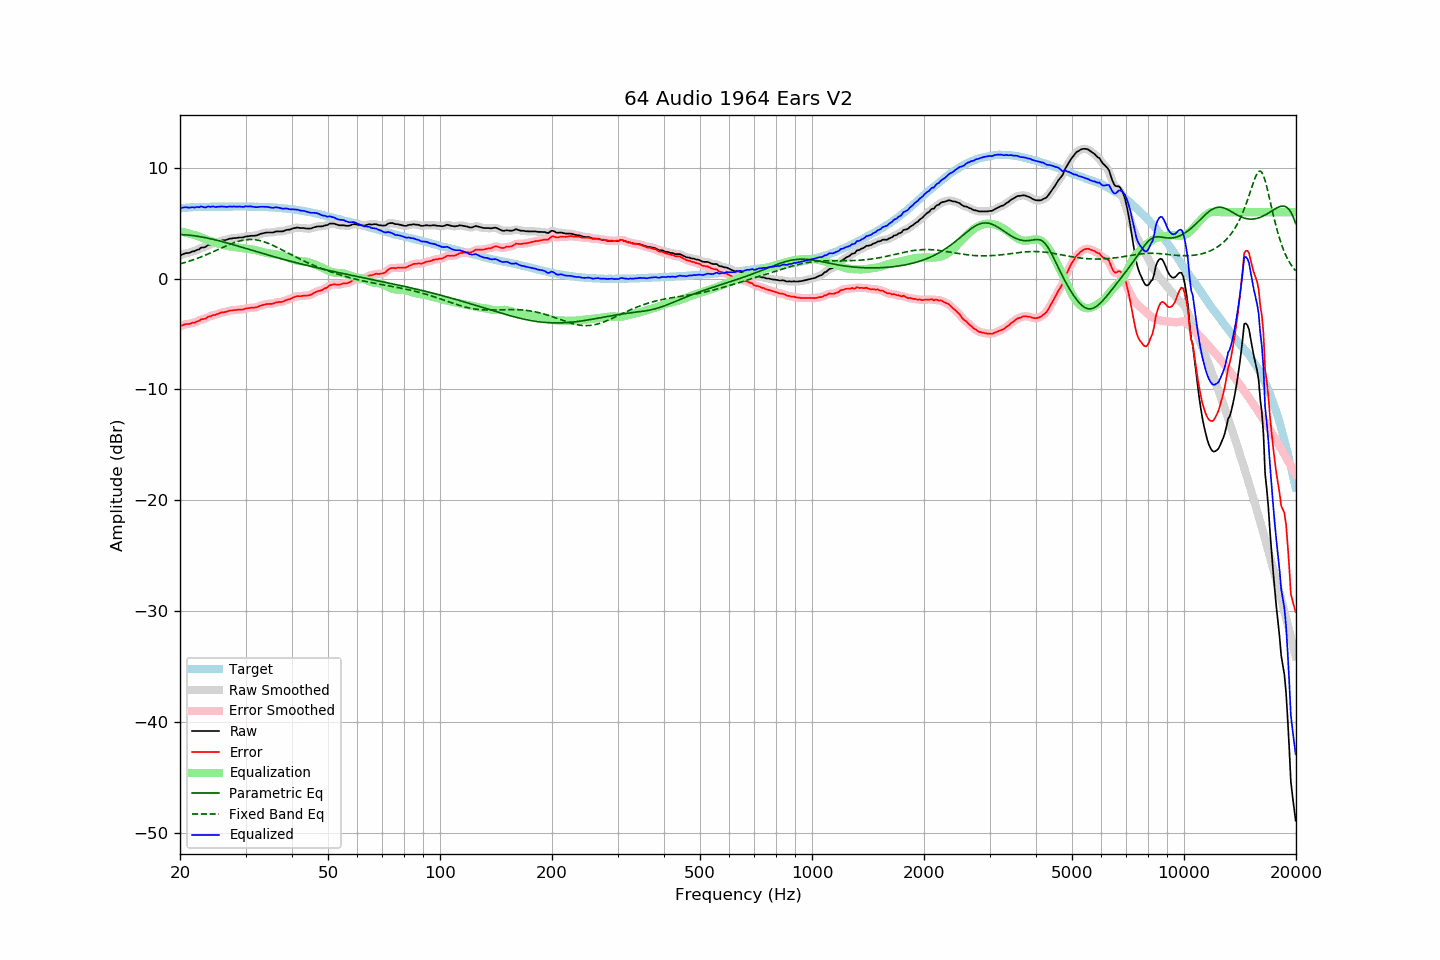 64 Audio 1964 Ears V2
Amplitude (dBr)
10
0
−10
−20
−30
−40
−50
Target
Raw Smoothed
Error Smoothed
Raw
Error
Equalization
Parametric Eq
Fixed Band Eq
Equalized
20 50 100 200 500 1000 2000 5000 10000 20000
Frequency (Hz)